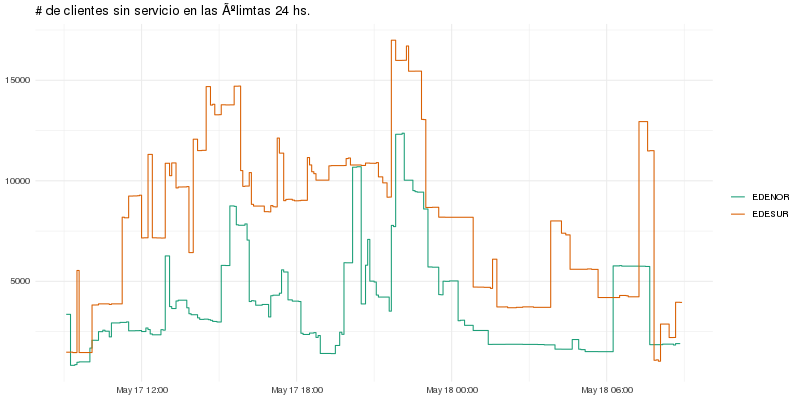 # de clientes sin servicio en las Ãºlimtas 24 hs.
15000
10000
5000
May 17 12:00
May 17 18:00
May 18 00:00
May 18 06:00
EDENOR
EDESUR